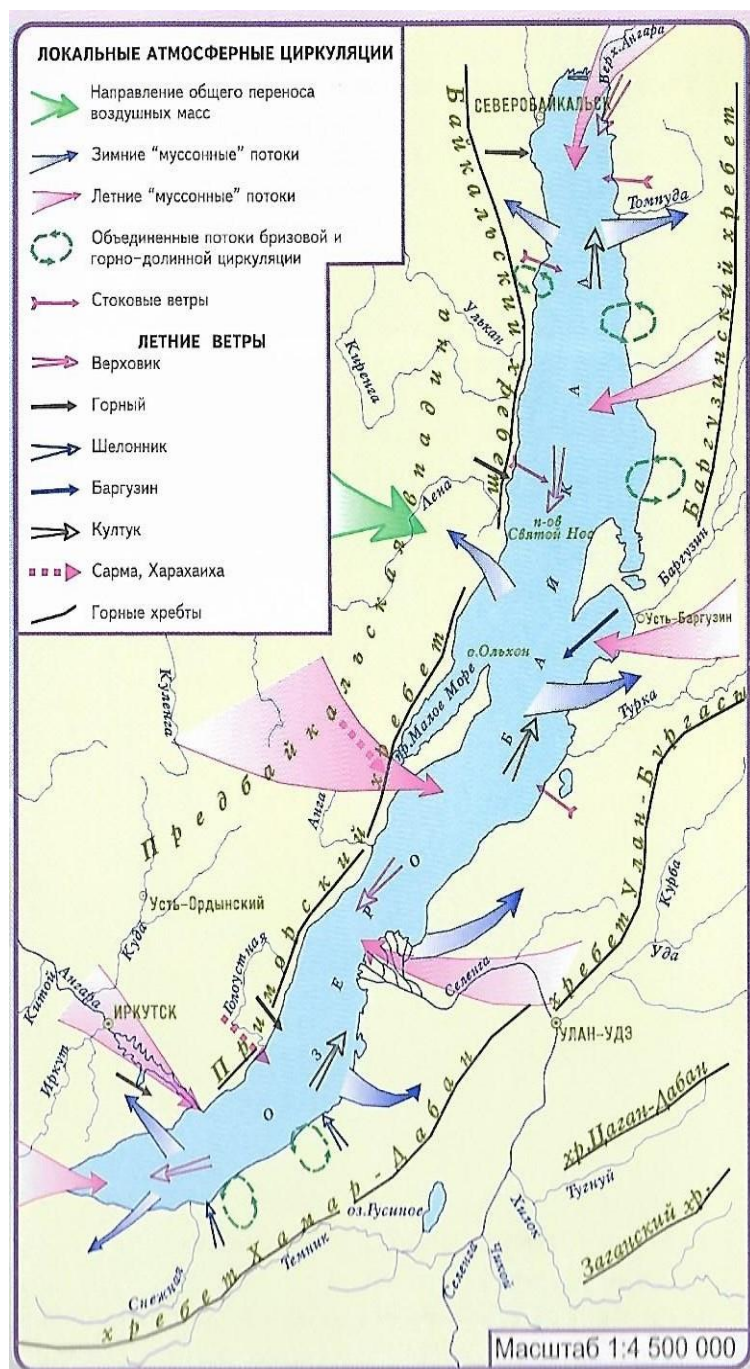 ЛОКАЛЬНЫЕ АТМОСФЕРНЫЕ ЦИРКУЛЯЦИИ
Направление общего переноса
воздушных масс
Зимние "муссонные" потоки
Летние "муссонные" потоки
Объединенные потоки бризовой и
горно-долинной циркуляции
Стоковые ветры
ЛЕТНИЕ ВЕТРЫ
Верховик
Горный
Шелонник
Баргузин
Култук
Сарма, Харахаиха
Горные хребты
Верх. Ангара
СЕВЕРОБАЙКАЛЬСК
Байкальский хребет
Томпуда
Баргузинский хребет
Улькан
Киренга
Предбайкальская впадина
Лена
п-ов
Святой Нос
Баргузин
Усть-Баргузин
о.Ольхон
Турка
Куленга
пр.Малое Море
Анга
Приморский хребет
ОЗЕРО БАЙКАЛ
хребет Улан-Бургасы
Курба
Уда
Усть-Ордынский
Куда
Голоустная
Китой
Ангара
ИРКУТСК
Иркут
Селенга
УЛАН-УДЭ
хр.Цаган-Дабан
Тугнуй
Хилок
Заганский хр.
Чикой
Селенга
оз.Гусиное
Темник
Снежная
хребет Хамар-Дабан
Масштаб 1:4 500 000